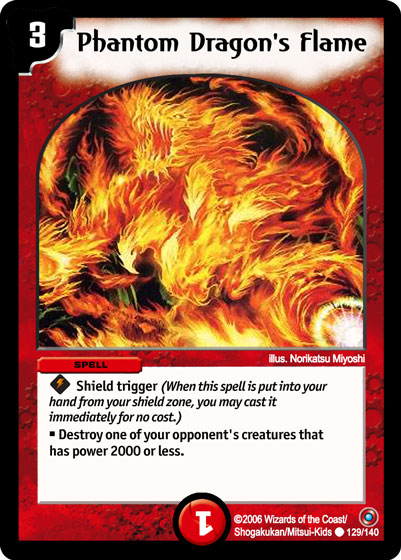 3 Phantom Dragon's Flame
illus. Norikatsu Miyoshi
SPELL
Shield trigger (When this spell is put into your
hand from your shield zone, you may cast it
immediately for no cost.)
▪ Destroy one of your opponent's creatures that
has power 2000 or less.
1
©2006 Wizards of the Coast/
Shogakukan/Mitsui-Kids ● 129/140